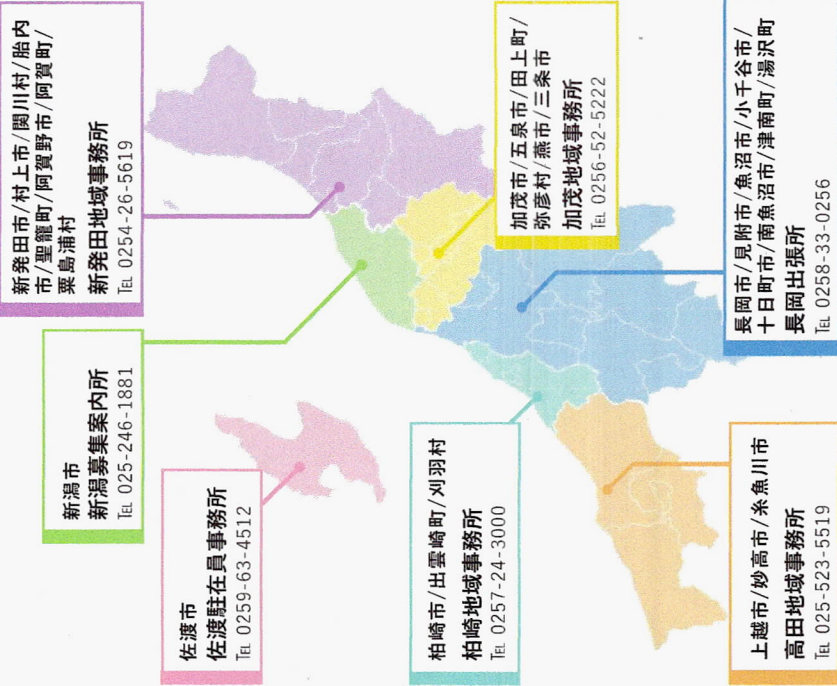 新発田市/村上市/関川村/胎内
市/聖籠町/阿賀野市/阿賀町/
粟島浦村
新発田地域事務所
TEL 0254-26-5619
新潟市
新潟募集案内所
TEL 025-246-1881
佐渡市
佐渡駐在員事務所
TEL 0259-63-4512
加茂市/五泉市/田上町/
弥彦村/燕市/三条市
加茂地域事務所
TEL 0256-52-5222
柏崎市/出雲崎町/刈羽村
柏崎地域事務所
TEL 0257-24-3000
長岡市/見附市/魚沼市/小千谷市/
十日町市/南魚沼市/津南町/湯沢町
長岡出張所
TEL 0258-33-0256
上越市/妙高市/糸魚川市
高田地域事務所
TEL 025-523-5519